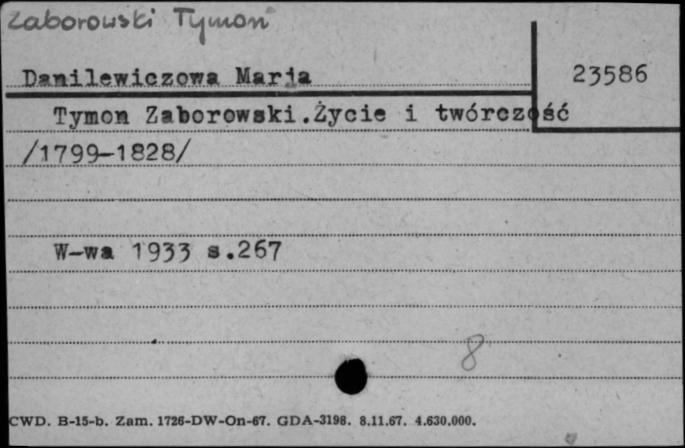 Zaborowski Tymon
Danilewiczowa Marja
23586
Tymon Zaborowski.Życie i twórczość
/1799-1828/
W-wa 1933 s.267
8
CWD. B-15-b. Zam. 1726-DW-On-67. GDA-3198. 8.11.67. 4.630.000.